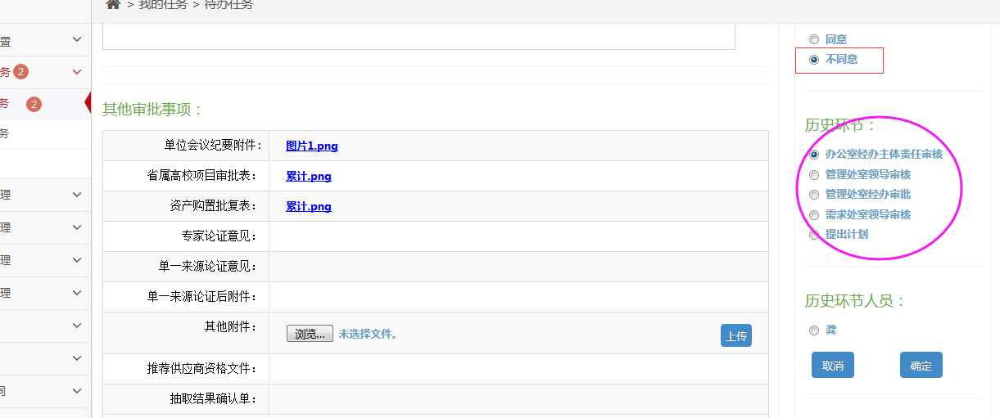 > 我的任务 > 待办任务
置
务 2
务 2
务
理
理
理
理
同
其他审批事项：
单位会议纪要附件： 图片1.png
省属高校项目审批表： 累计.png
资产购置批复表： 累计.png
专家论证意见：
单一来源论证意见：
单一来源论证后附件：
其他附件： 浏览... 未选择文件。 上传
推荐供应商资格文件：
抽取结果确认单：
同意
不同意
历史环节：
办公室经办主体责任审核
管理处室领导审核
管理处室经办审批
需求处室领导审核
提出计划
历史环节人员：
龚
取消 确定